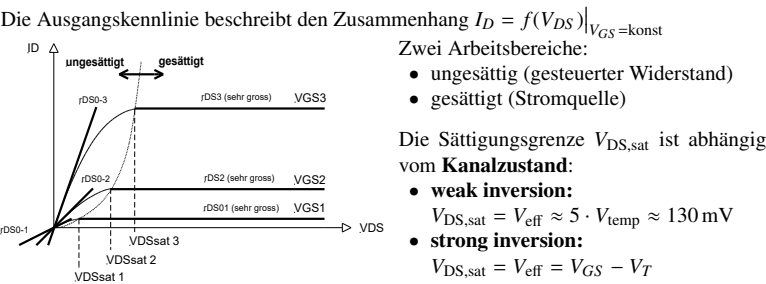 Die Ausgangskennlinie beschreibt den Zusammenhang I_D = f(V_DS)|_{V_GS=konst}
ID
ungesättigt
gesättigt
rDS0-3
rDS3 (sehr gross)
VGS3
rDS0-2
rDS2 (sehr gross)
VGS2
rDS01 (sehr gross)
VGS1
rDS0-1
VDS
VDSsat 3
VDSsat 2
VDSsat 1
Zwei Arbeitsbereiche:
• ungesättig (gesteuerter Widerstand)
• gesättigt (Stromquelle)
Die Sättigungsgrenze V_DS,sat ist abhängig
vom Kanalzustand:
• weak inversion:
V_DS,sat = V_eff ≈ 5 · V_temp ≈ 130 mV
• strong inversion:
V_DS,sat = V_eff = V_GS − V_T